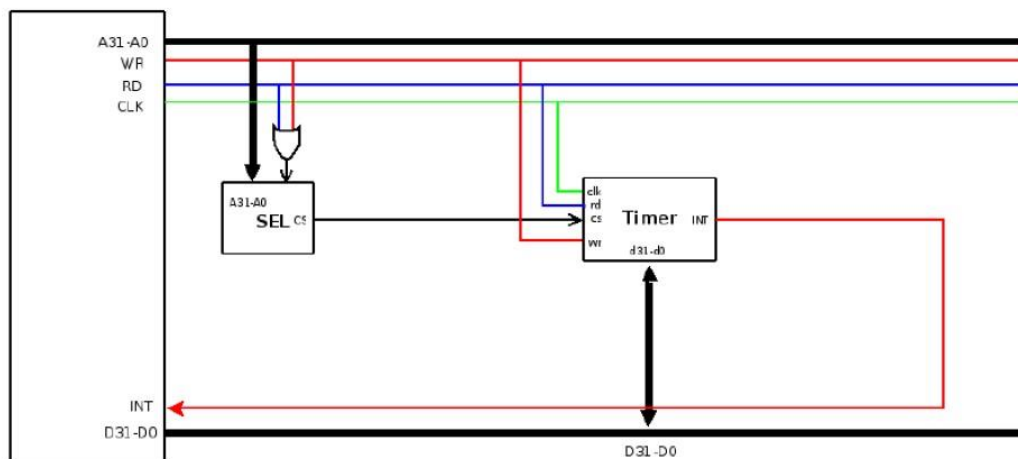 A31-A0
WR
RD
CLK
A31-A0
SEL CS
clk
rd
cs
Timer INT
wr
d31-d0
INT
D31-D0
D31-D0